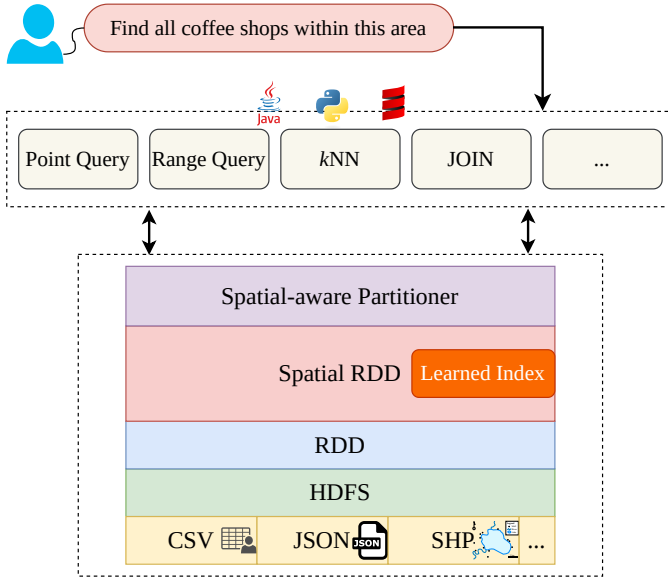 Find all coffee shops within this area
Java
Point Query
Range Query
kNN
JOIN
...
Spatial-aware Partitioner
Spatial RDD
Learned Index
RDD
HDFS
CSV
JSON
JSON
SHP
...